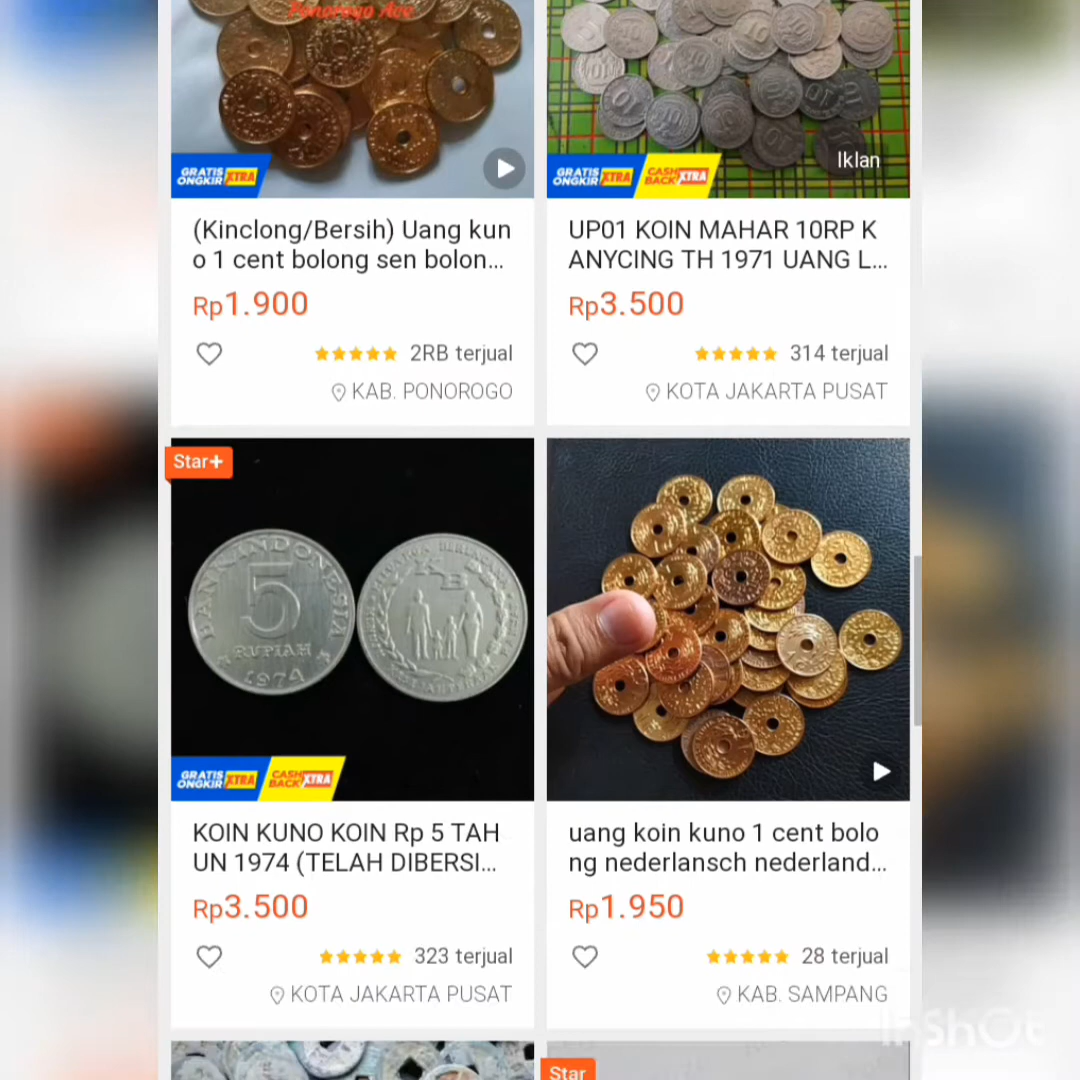 Ponorogo Ace
GRATIS
ONGKIR XTRA
GRATIS
ONGKIR XTRA
CASH
BACK XTRA
Iklan
(Kinclong/Bersih) Uang kun
o 1 cent bolong sen bolon...
Rp1.900
2RB terjual
KAB. PONOROGO
UP01 KOIN MAHAR 10RP K
ANYCING TH 1971 UANG L...
Rp3.500
314 terjual
KOTA JAKARTA PUSAT
Star+
BANK INDONESIA
5
RUPIAH
1974
KB
GRATIS
ONGKIR XTRA
CASH
BACK XTRA
KOIN KUNO KOIN Rp 5 TAH
UN 1974 (TELAH DIBERSI...
Rp3.500
323 terjual
KOTA JAKARTA PUSAT
uang koin kuno 1 cent bolo
ng nederlansch nederland...
Rp1.950
28 terjual
KAB. SAMPANG
Star
InShOt